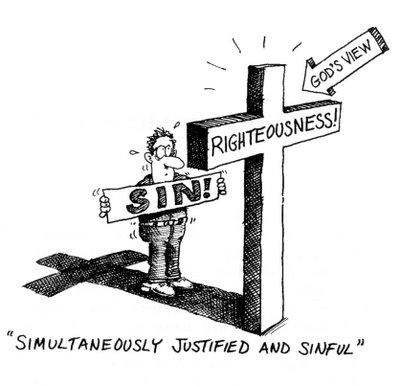 GOD'S VIEW
RIGHTEOUSNESS!
SIN!
"SIMULTANEOUSLY JUSTIFIED AND SINFUL"